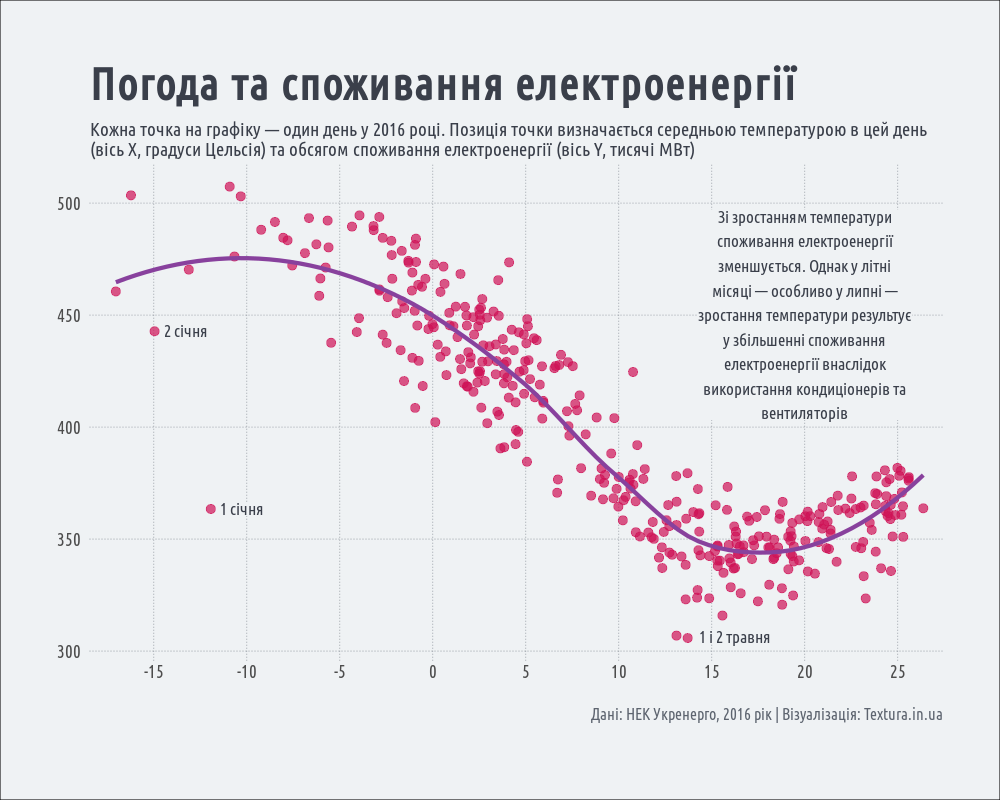 Погода та споживання електроенергії
Кожна точка на графіку — один день у 2016 році. Позиція точки визначається середньою температурою в цей день
(вісь X, градуси Цельсія) та обсягом споживання електроенергії (вісь Y, тисячі МВт)
500
Зі зростанням температури
споживання електроенергії
зменшується. Однак у літні
місяці — особливо у липні —
зростання температури результує
у збільшенні споживання
електроенергії внаслідок
використання кондиціонерів та
вентиляторів
450
2 січня
400
1 січня
350
1 і 2 травня
300
-15 -10 -5 0 5 10 15 20 25
Дані: НЕК Укренерго, 2016 рік | Візуалізація: Textura.in.ua